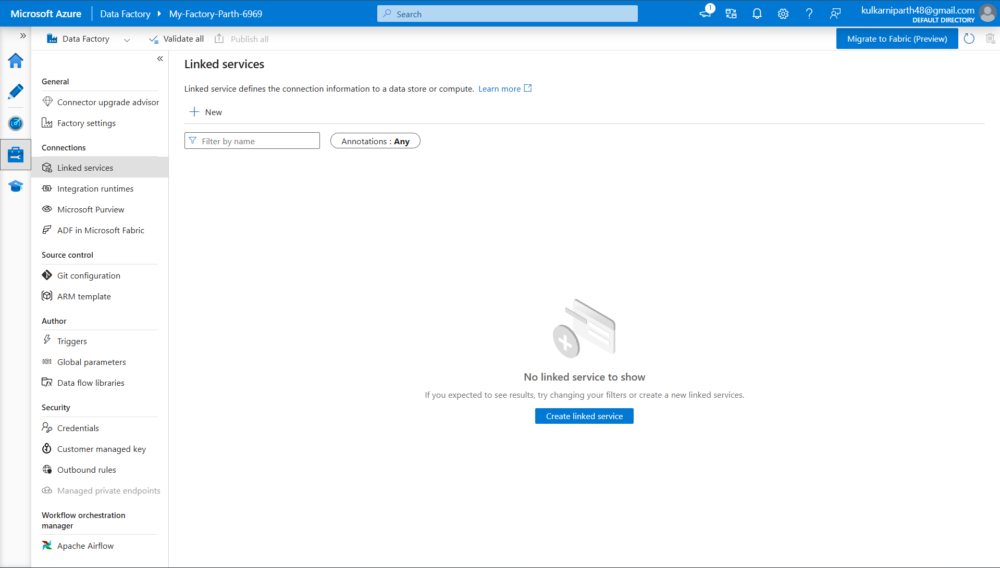 Microsoft Azure
Data Factory
My-Factory-Parth-6969
Search
1
kulkarniparth48@gmail.com
DEFAULT DIRECTORY
Data Factory
Validate all
Publish all
Migrate to Fabric (Preview)
General
Connector upgrade advisor
Factory settings
Connections
Linked services
Integration runtimes
Microsoft Purview
ADF in Microsoft Fabric
Source control
Git configuration
ARM template
Author
Triggers
Global parameters
Data flow libraries
Security
Credentials
Customer managed key
Outbound rules
Managed private endpoints
Workflow orchestration
manager
Apache Airflow
Linked services
Linked service defines the connection information to a data store or compute. Learn more
New
Filter by name
Annotations : Any
No linked service to show
If you expected to see results, try changing your filters or create a new linked services.
Create linked service